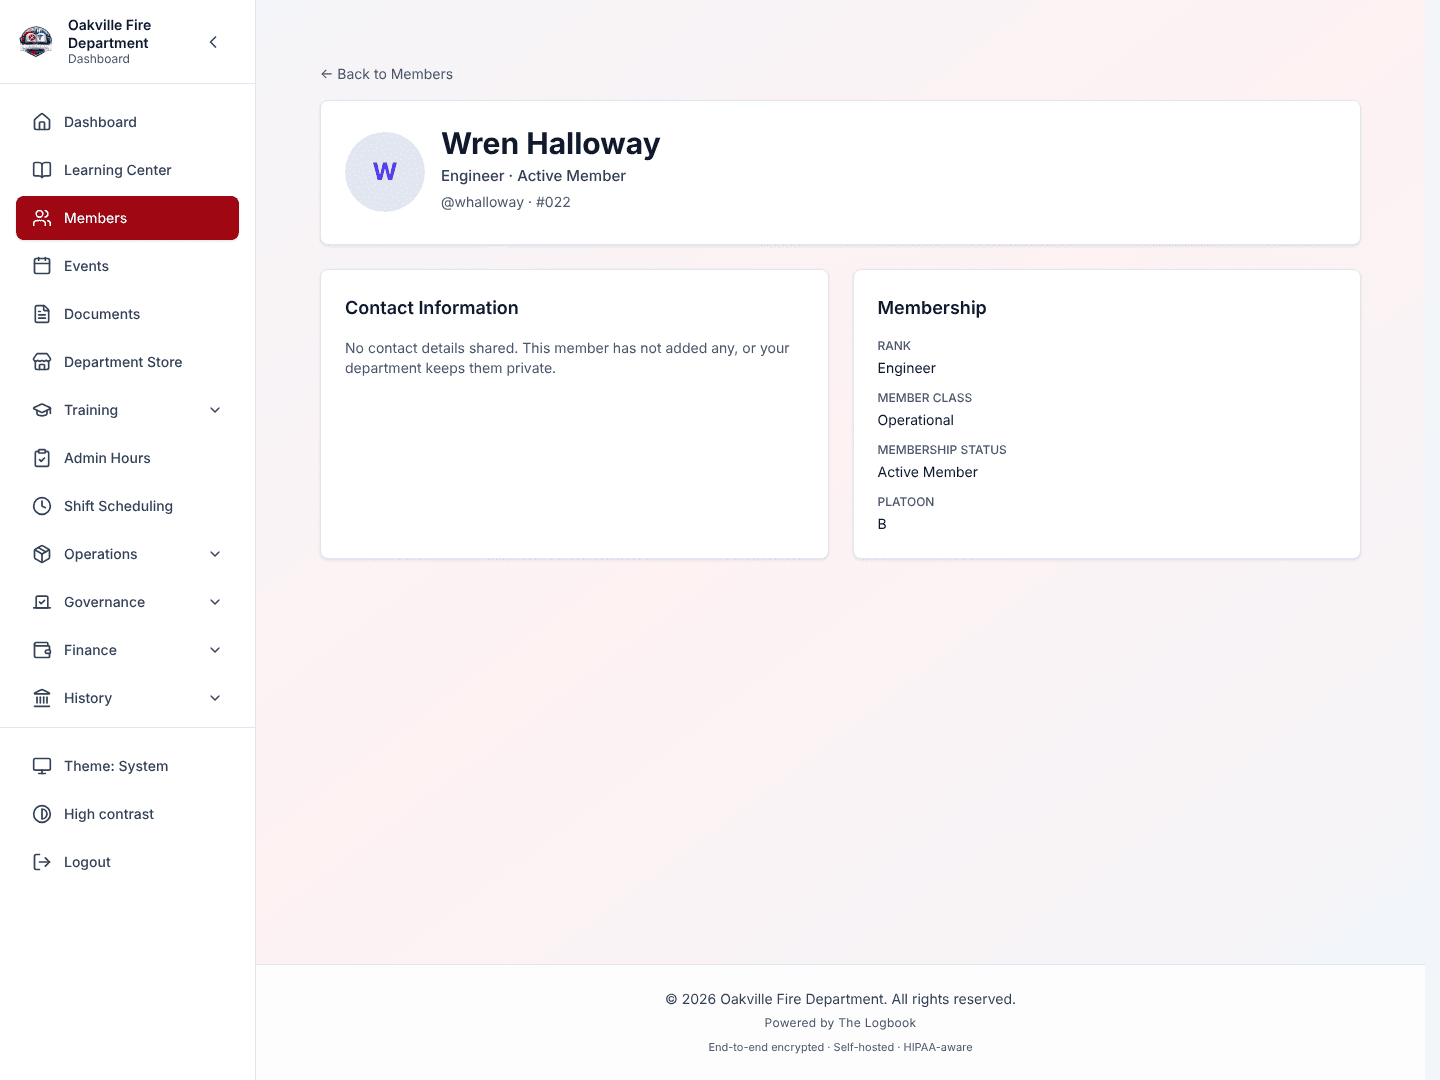 Oakville Fire
Department
Dashboard
Dashboard
Learning Center
Members
Events
Documents
Department Store
Training
Admin Hours
Shift Scheduling
Operations
Governance
Finance
History
Theme: System
High contrast
Logout
← Back to Members
W
Wren Halloway
Engineer · Active Member
@whalloway · #022
Contact Information
No contact details shared. This member has not added any, or your
department keeps them private.
Membership
RANK
Engineer
MEMBER CLASS
Operational
MEMBERSHIP STATUS
Active Member
PLATOON
B
© 2026 Oakville Fire Department. All rights reserved.
Powered by The Logbook
End-to-end encrypted · Self-hosted · HIPAA-aware